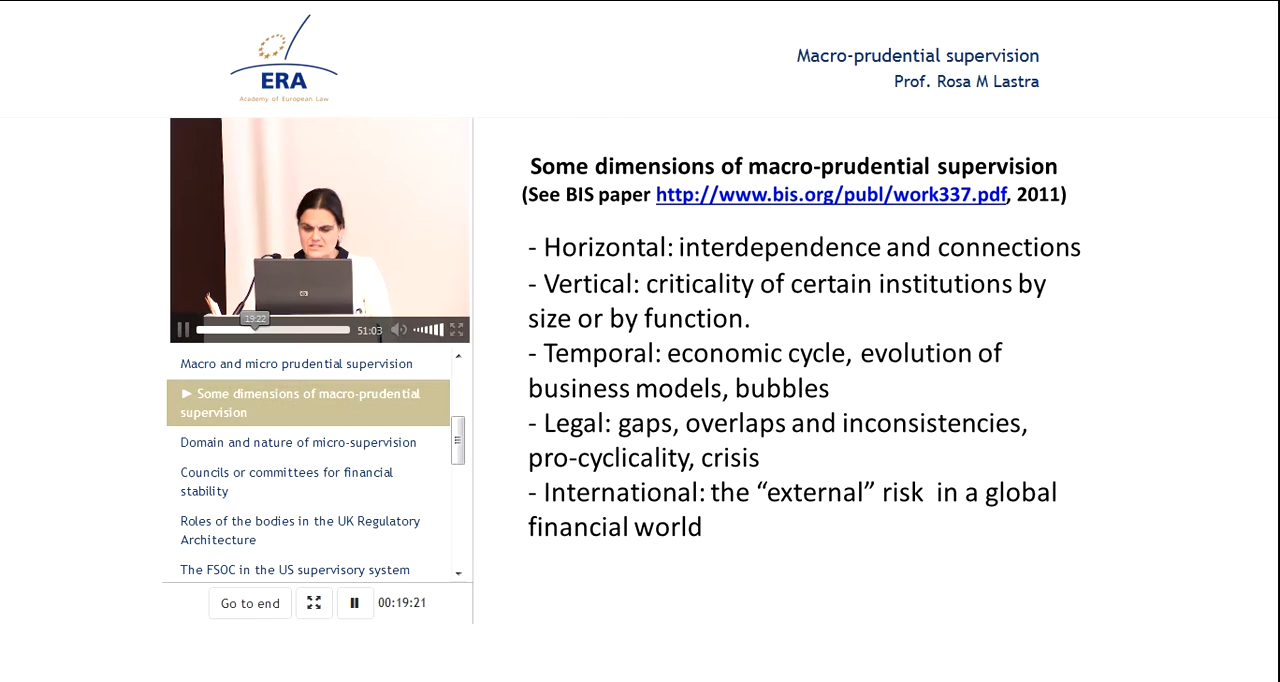 ERA
Academy of European Law
Macro-prudential supervision
Prof. Rosa M Lastra
19:22
51:03
Macro and micro prudential supervision
► Some dimensions of macro-prudential
supervision
Domain and nature of micro-supervision
Councils or committees for financial
stability
Roles of the bodies in the UK Regulatory
Architecture
The FSOC in the US supervisory system
Go to end
00:19:21
Some dimensions of macro-prudential supervision
(See BIS paper http://www.bis.org/publ/work337.pdf, 2011)
- Horizontal: interdependence and connections
- Vertical: criticality of certain institutions by
size or by function.
- Temporal: economic cycle, evolution of
business models, bubbles
- Legal: gaps, overlaps and inconsistencies,
pro-cyclicality, crisis
- International: the “external” risk in a global
financial world